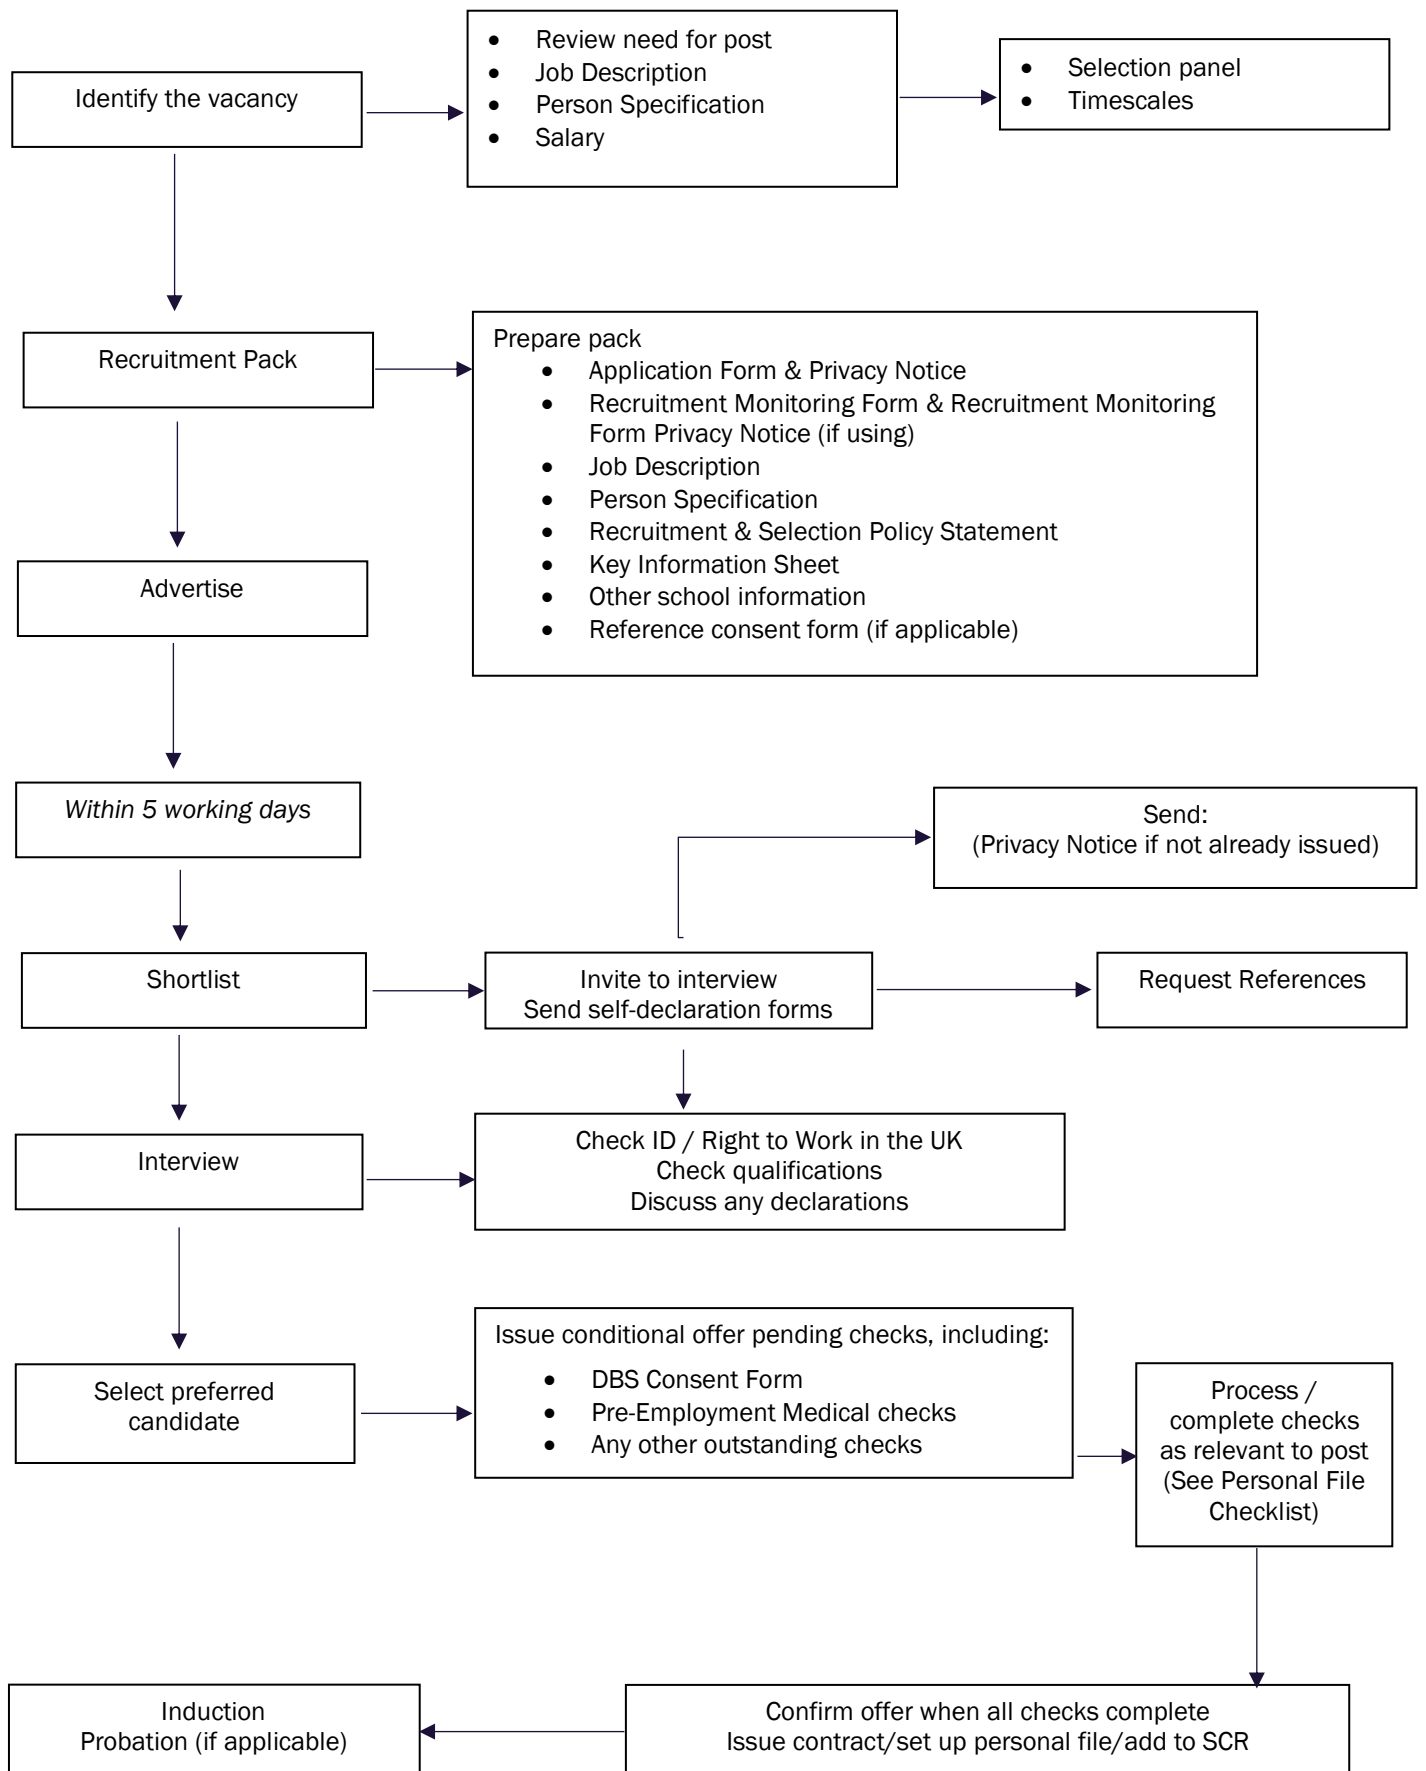 Identify the vacancy
• Review need for post
• Job Description
• Person Specification
• Salary
• Selection panel
• Timescales
Recruitment Pack
Prepare pack
• Application Form & Privacy Notice
• Recruitment Monitoring Form & Recruitment Monitoring
Form Privacy Notice (if using)
• Job Description
• Person Specification
• Recruitment & Selection Policy Statement
• Key Information Sheet
• Other school information
• Reference consent form (if applicable)
Advertise
Within 5 working days
Send:
(Privacy Notice if not already issued)
Shortlist
Invite to interview
Send self-declaration forms
Request References
Interview
Check ID / Right to Work in the UK
Check qualifications
Discuss any declarations
Select preferred
candidate
Issue conditional offer pending checks, including:
• DBS Consent Form
• Pre-Employment Medical checks
• Any other outstanding checks
Process /
complete checks
as relevant to post
(See Personal File
Checklist)
Confirm offer when all checks complete
Issue contract/set up personal file/add to SCR
Induction
Probation (if applicable)